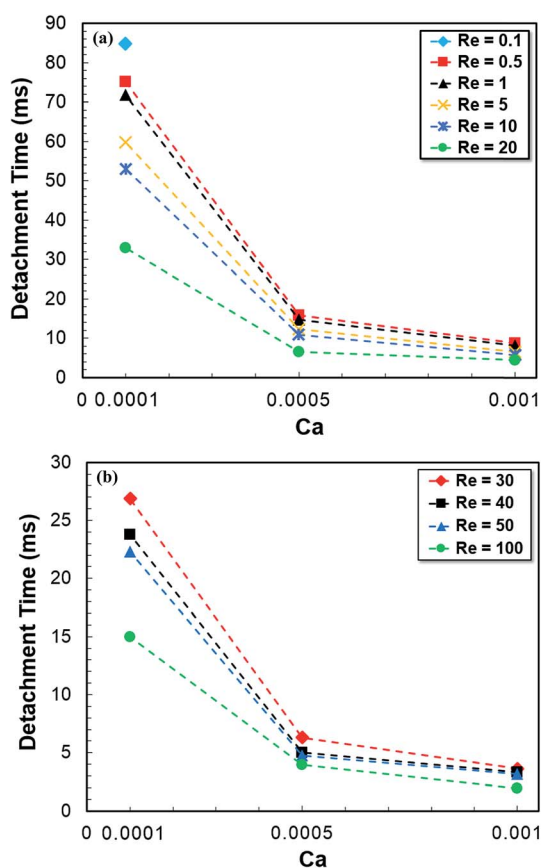 (a)
Re = 0.1
Re = 0.5
Re = 1
Re = 5
Re = 10
Re = 20
90
80
70
60
50
40
30
20
10
0
Detachment Time (ms)
0 0.0001 0.0005 0.001
Ca
(b)
Re = 30
Re = 40
Re = 50
Re = 100
30
25
20
15
10
5
0
Detachment Time (ms)
0 0.0001 0.0005 0.001
Ca